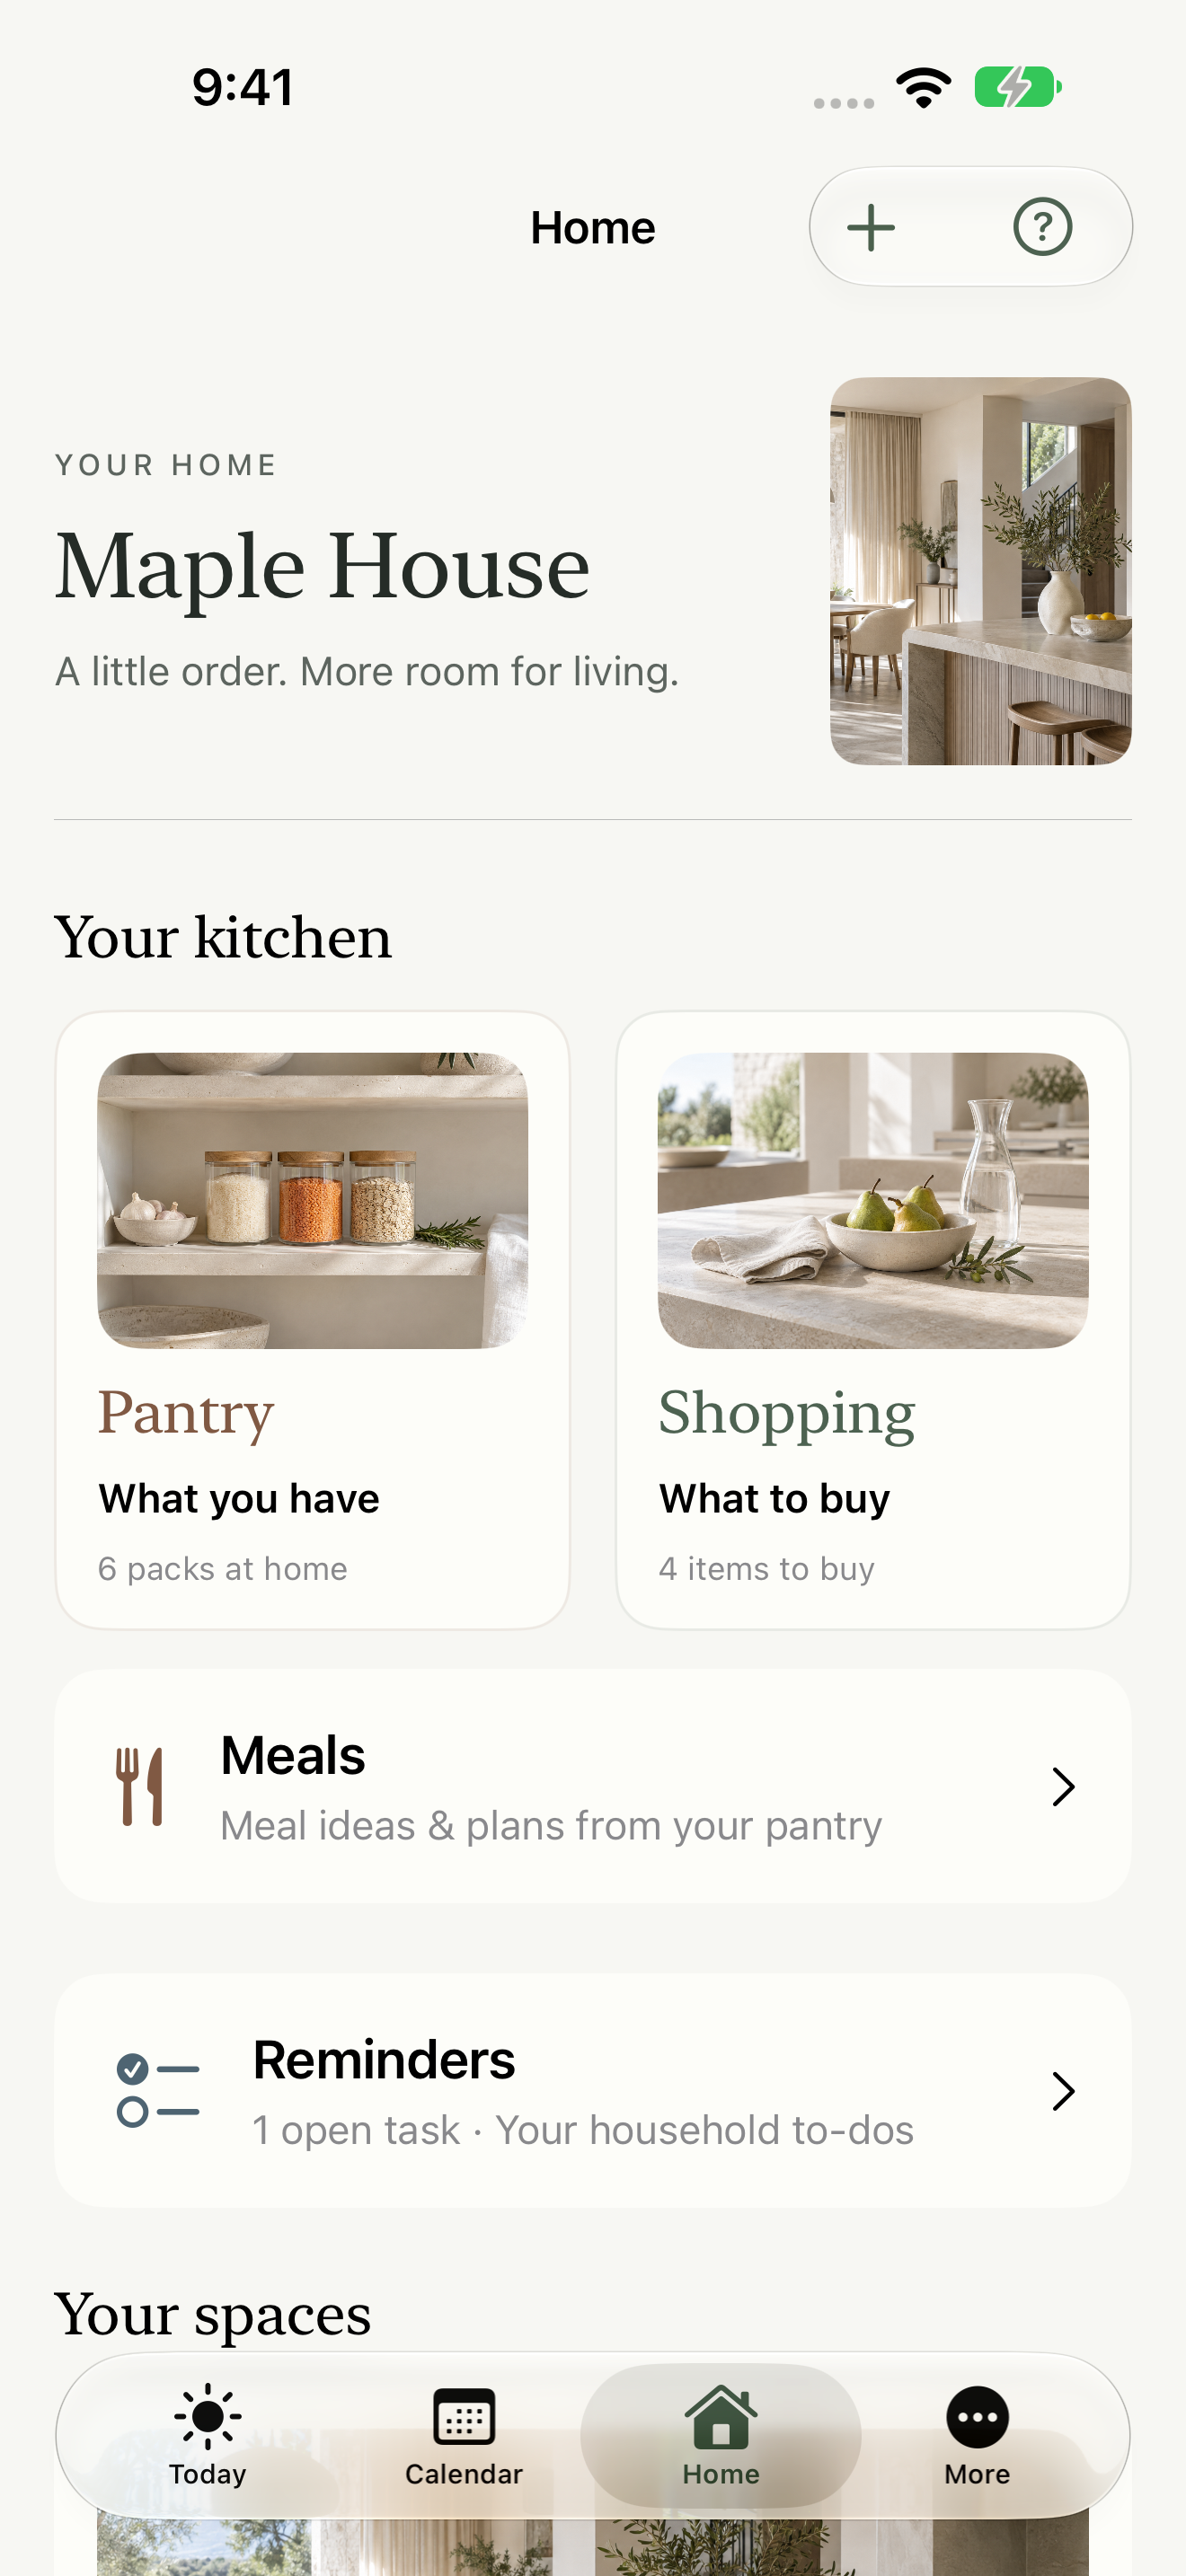 9:41
Home
YOUR HOME
Maple House
A little order. More room for living.
Your kitchen
Pantry
What you have
6 packs at home
Shopping
What to buy
4 items to buy
Meals
Meal ideas & plans from your pantry
Reminders
1 open task · Your household to-dos
Your spaces
Today
Calendar
Home
More